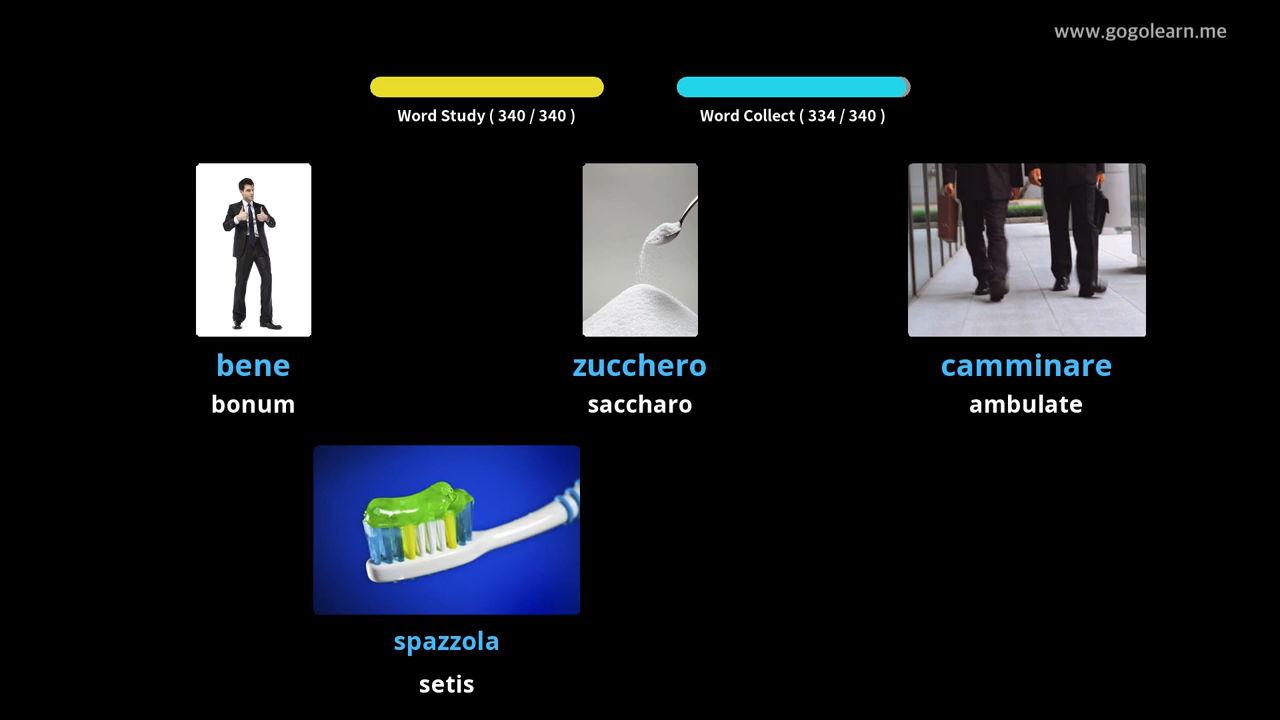 www.gogolearn.me
Word Study ( 340 / 340 )
Word Collect ( 334 / 340 )
bene
bonum
zucchero
saccharo
camminare
ambulate
spazzola
setis